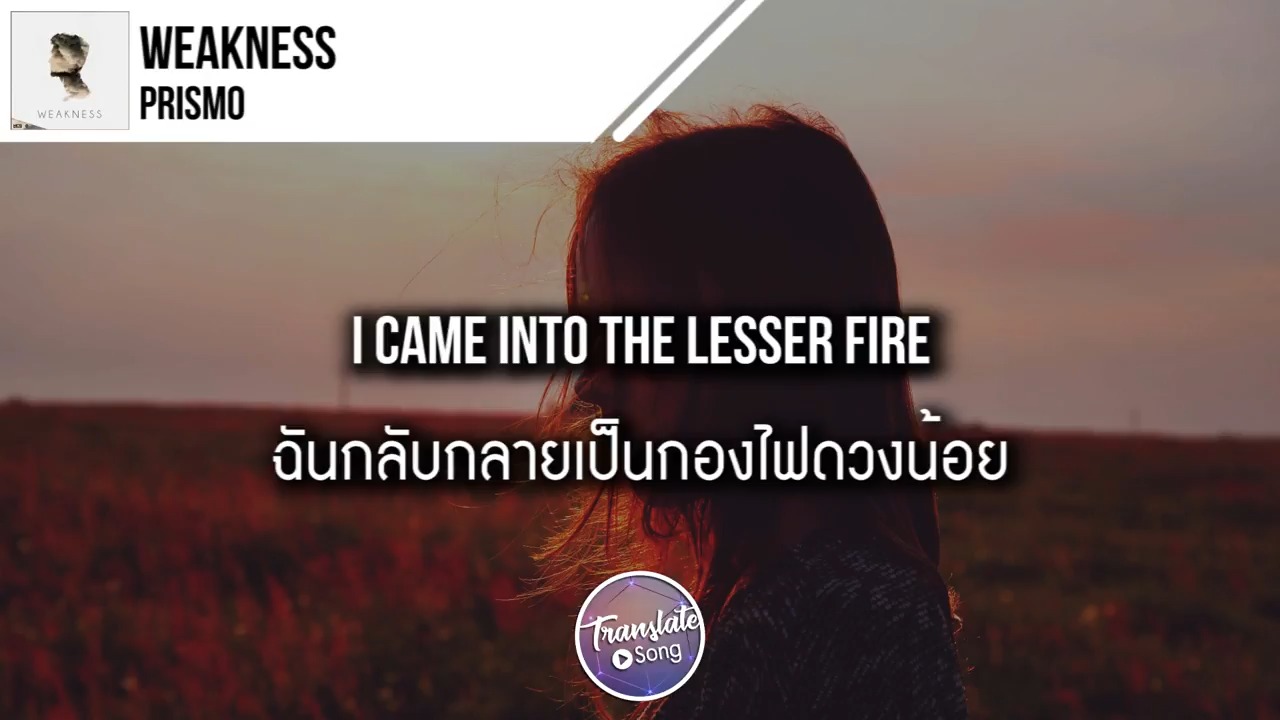 WEAKNESS
PRISMO
WEAKNESS
I CAME INTO THE LESSER FIRE
ฉันกลับกลายเป็นกองไฟดวงน้อย
Translate
Song